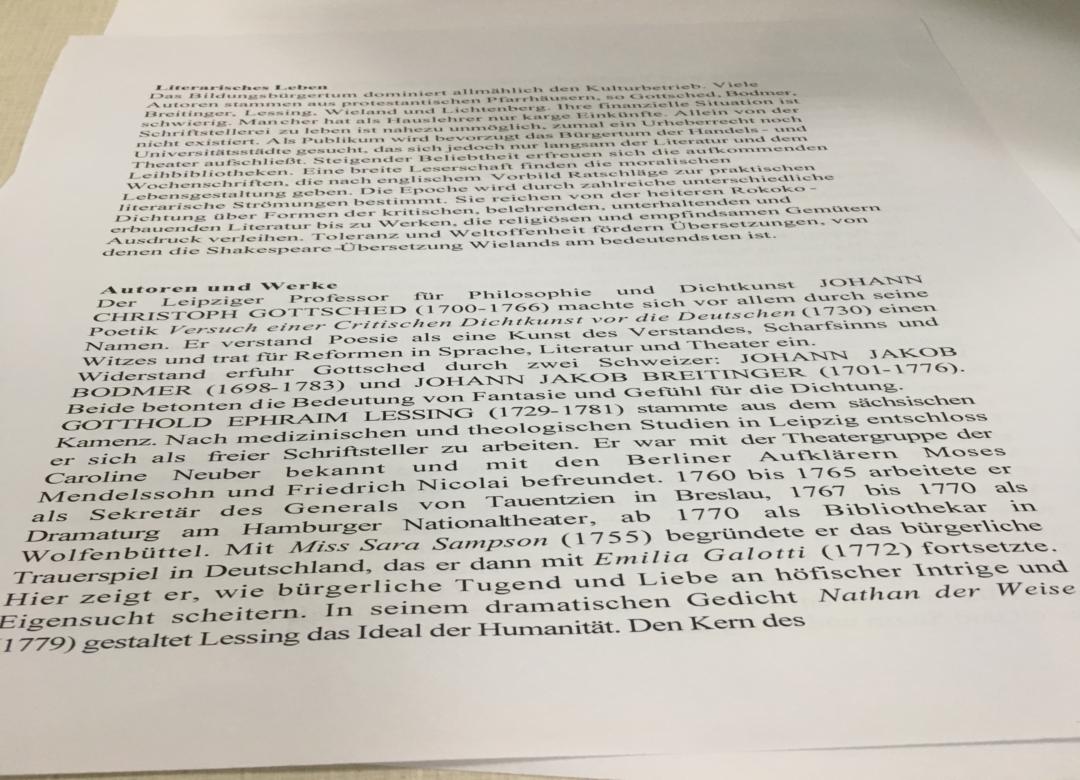 Literarisches Leben
Das Bildungsbürgertum dominiert allmählich den Kulturbetrieb. Viele
Autoren stammen aus protestantischen Pfarrhäusern, so Gottsched, Bodmer,
Breitinger, Lessing, Wieland und Lichtenberg. Ihre finanzielle Situation ist
schwierig. Mancher hat als Hauslehrer nur karge Einkünfte. Allein von der
Schriftstellerei zu leben ist nahezu unmöglich, zumal ein Urheberrecht noch
nicht existiert. Als Publikum wird bevorzugt das Bürgertum der Handels- und
Universitätsstädte gesucht, das sich jedoch nur langsam der Literatur und dem
Theater aufschließt. Steigender Beliebtheit erfreuen sich die aufkommenden
Leihbibliotheken. Eine breite Leserschaft finden die moralischen
Wochenschriften, die nach englischem Vorbild Ratschläge zur praktischen
Lebensgestaltung geben. Die Epoche wird durch zahlreiche unterschiedliche
literarische Strömungen bestimmt. Sie reichen von der heiteren Rokoko-
Dichtung über Formen der kritischen, belehrenden, unterhaltenden und
erbauenden Literatur bis zu Werken, die religiösen und empfindsamen Gemütern
Ausdruck verleihen. Toleranz und Weltoffenheit fördern Übersetzungen, von
denen die Shakespeare-Übersetzung Wielands am bedeutendsten ist.
Autoren und Werke
Der Leipziger Professor für Philosophie und Dichtkunst JOHANN
CHRISTOPH GOTTSCHED (1700-1766) machte sich vor allem durch seine
Poetik Versuch einer Critischen Dichtkunst vor die Deutschen (1730) einen
Namen. Er verstand Poesie als eine Kunst des Verstandes, Scharfsinns und
Witzes und trat für Reformen in Sprache, Literatur und Theater ein.
Widerstand erfuhr Gottsched durch zwei Schweizer: JOHANN JAKOB
BODMER (1698-1783) und JOHANN JAKOB BREITINGER (1701-1776).
Beide betonten die Bedeutung von Fantasie und Gefühl für die Dichtung.
GOTTHOLD EPHRAIM LESSING (1729-1781) stammte aus dem sächsischen
Kamenz. Nach medizinischen und theologischen Studien in Leipzig entschloss
er sich als freier Schriftsteller zu arbeiten. Er war mit der Theatergruppe der
Caroline Neuber bekannt und mit den Berliner Aufklärern Moses
Mendelssohn und Friedrich Nicolai befreundet. 1760 bis 1765 arbeitete er
als Sekretär des Generals von Tauentzien in Breslau, 1767 bis 1770 als
Dramaturg am Hamburger Nationaltheater, ab 1770 als Bibliothekar in
Wolfenbüttel. Mit Miss Sara Sampson (1755) begründete er das bürgerliche
Trauerspiel in Deutschland, das er dann mit Emilia Galotti (1772) fortsetzte.
Hier zeigt er, wie bürgerliche Tugend und Liebe an höfischer Intrige und
Eigensucht scheitern. In seinem dramatischen Gedicht Nathan der Weise
(1779) gestaltet Lessing das Ideal der Humanität. Den Kern des